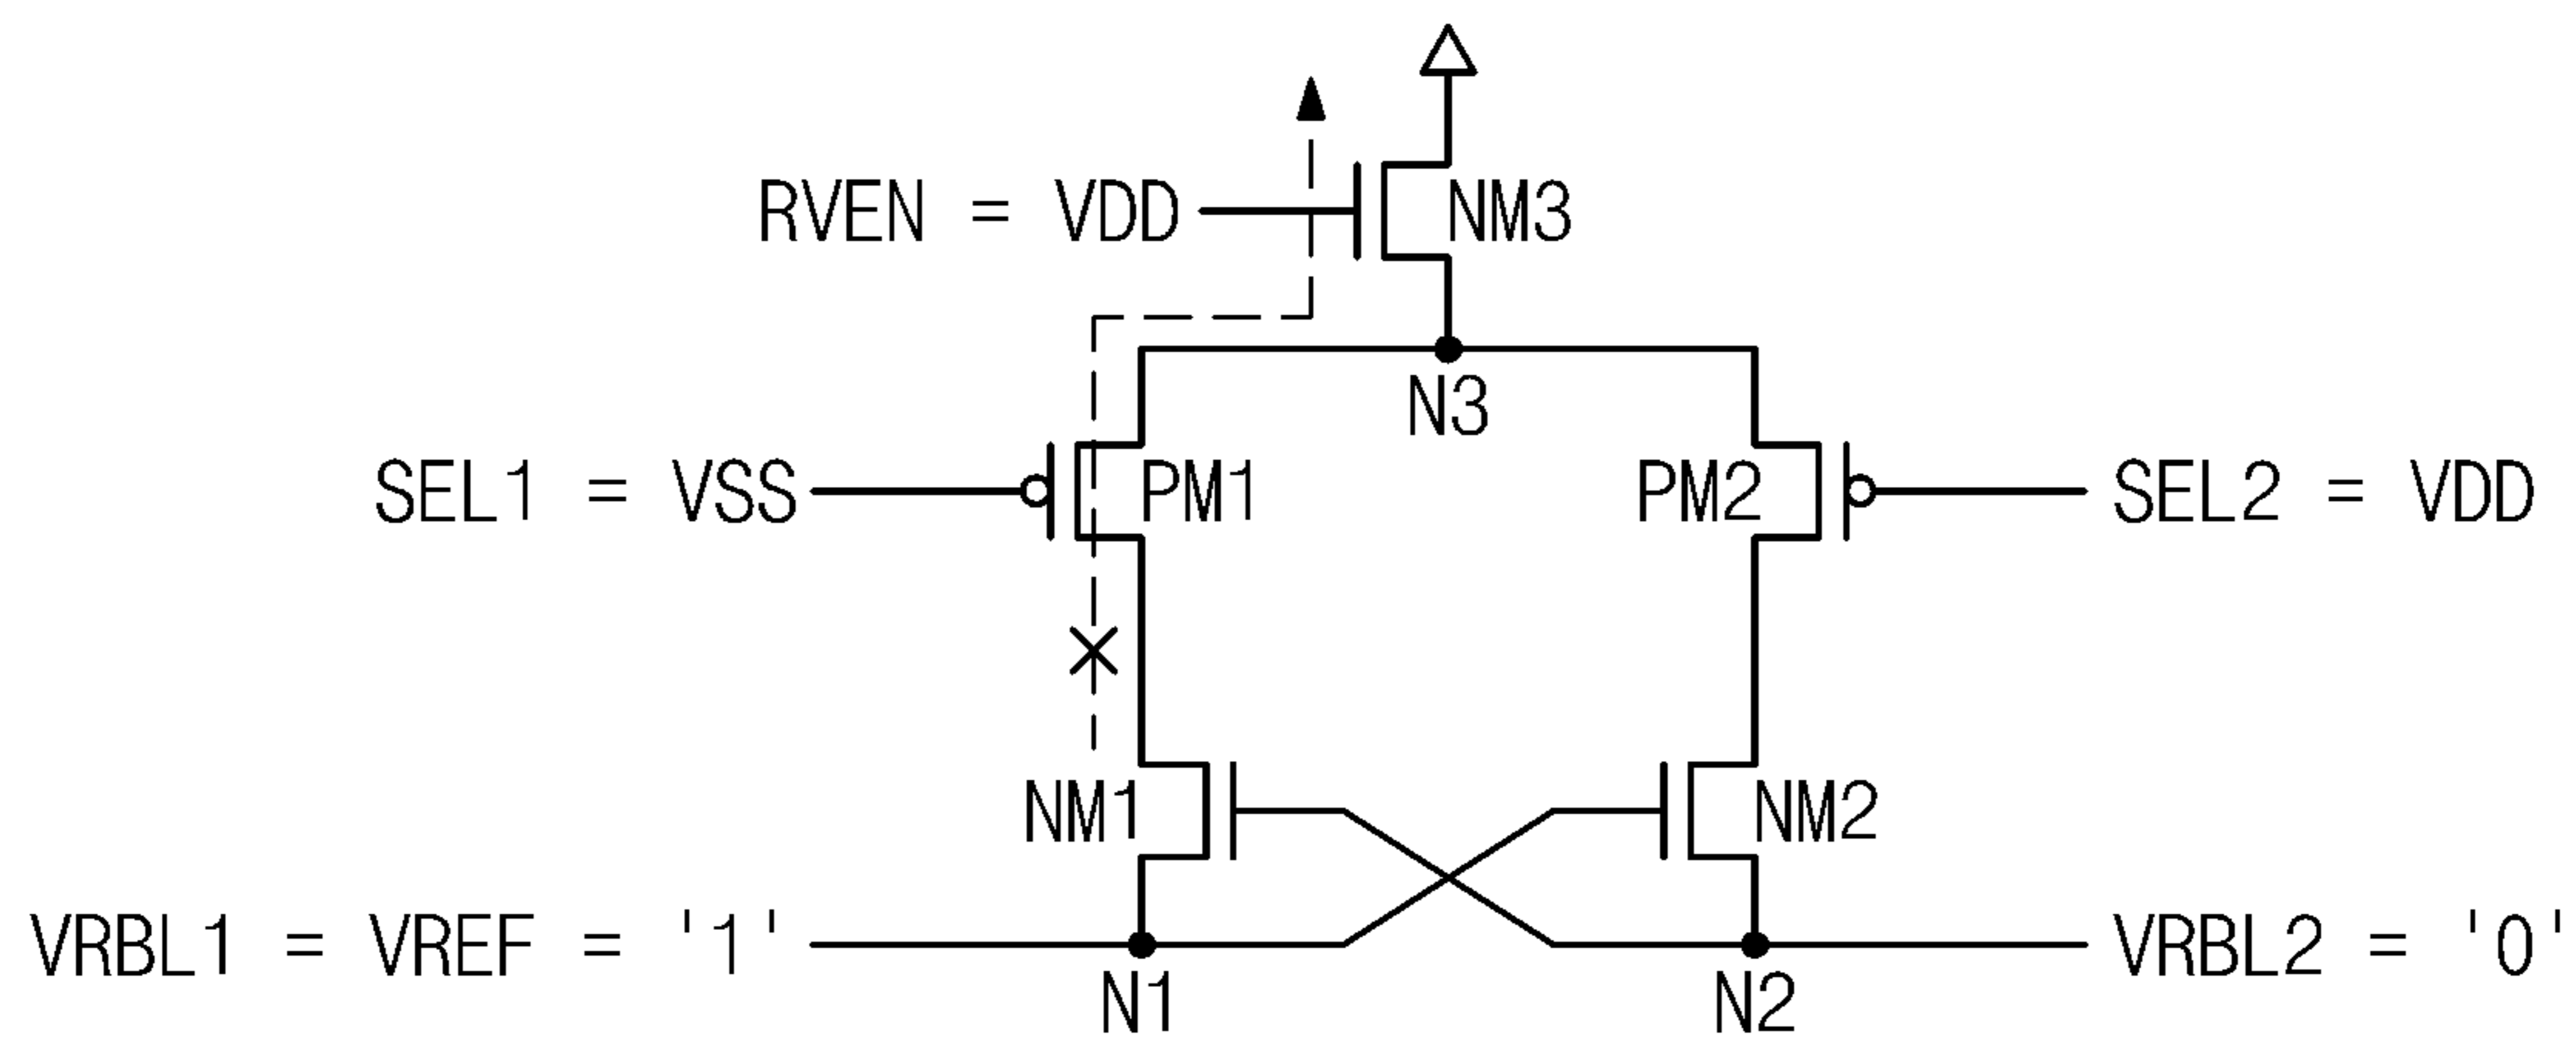 RVEN = VDD
NM3
N3
SEL1 = VSS
PM1
PM2
SEL2 = VDD
NM1
NM2
VRBL1 = VREF = '1'
VRBL2 = '0'
N1
N2